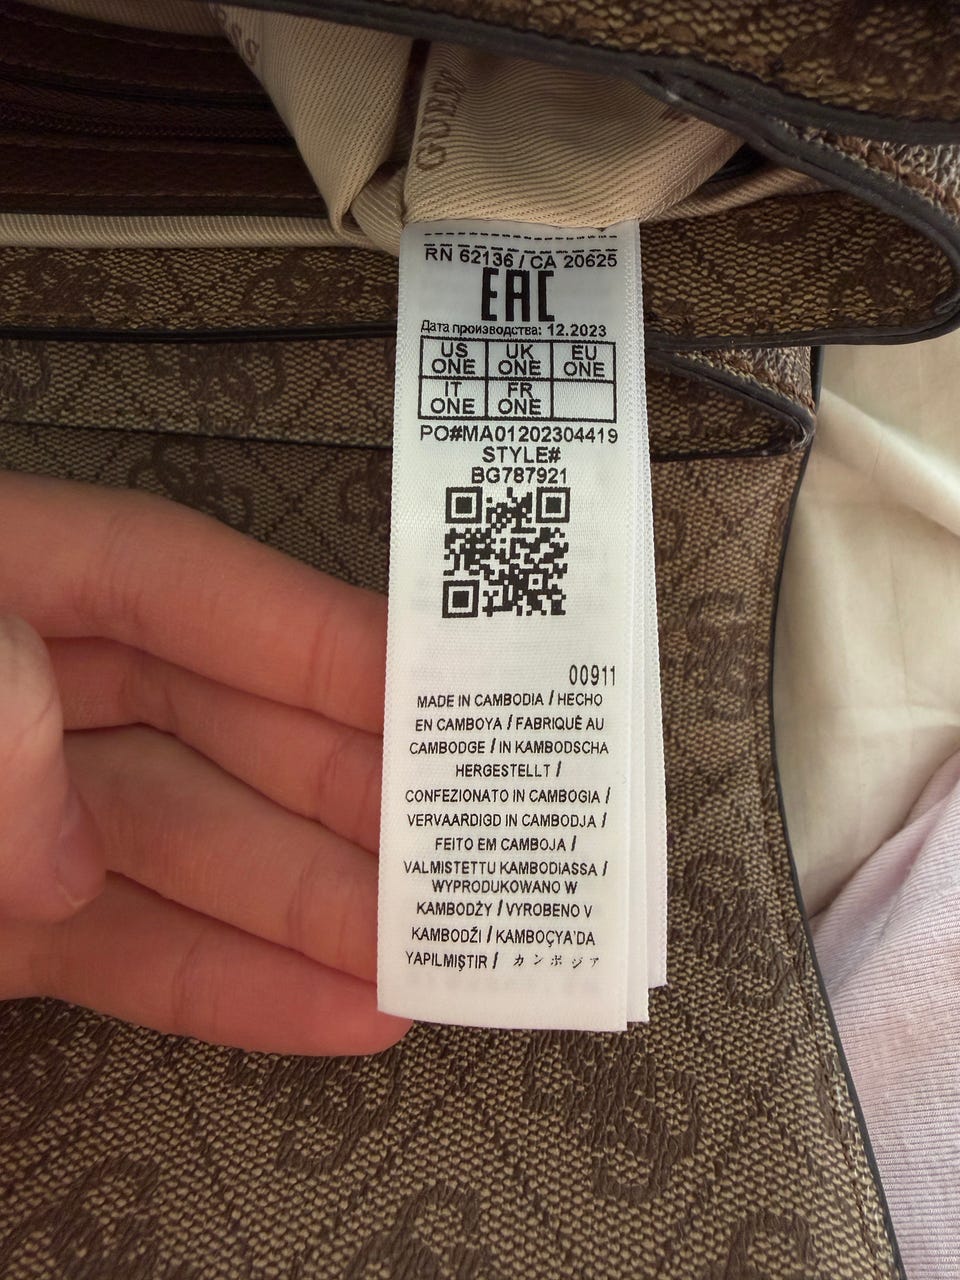 GUESS
RN 62136 / CA 20625
EAC
Дата производства: 12.2023
US ONE UK ONE EU ONE
IT ONE FR ONE
PO#MA01202304419
STYLE#
BG787921
00911
MADE IN CAMBODIA / HECHO
EN CAMBOYA / FABRIQUÉ AU
CAMBODGE / IN KAMBODSCHA
HERGESTELLT /
CONFEZIONATO IN CAMBOGIA /
VERVAARDIGD IN CAMBODJA /
FEITO EM CAMBOJA /
VALMISTETTU KAMBODIASSA /
WYPRODUKOWANO W
KAMBODŻY / VYROBENO V
KAMBODŽI / KAMBOÇYA'DA
YAPILMIŞTIR / カンボジア